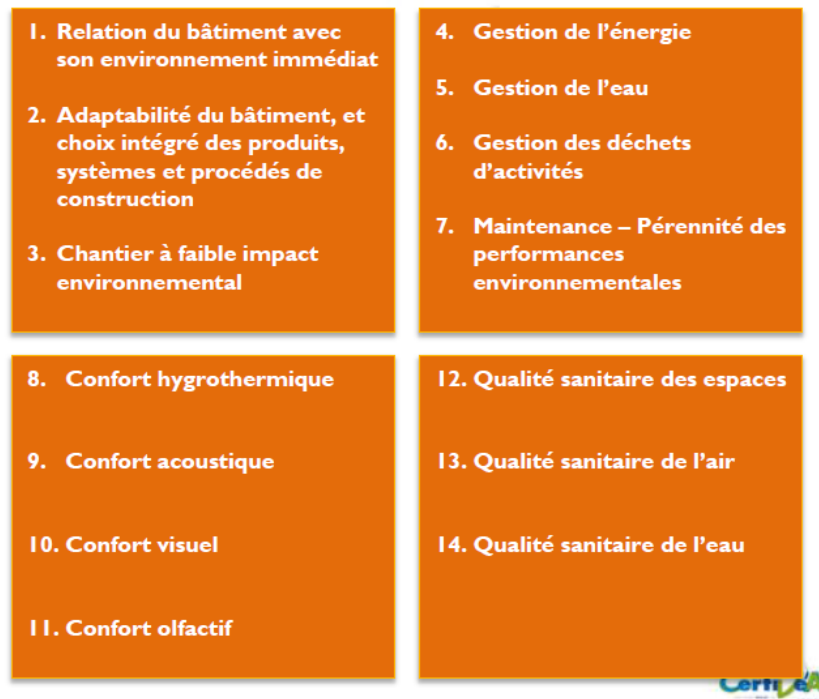 1. Relation du bâtiment avec
son environnement immédiat
2. Adaptabilité du bâtiment, et
choix intégré des produits,
systèmes et procédés de
construction
3. Chantier à faible impact
environnemental
4. Gestion de l’énergie
5. Gestion de l’eau
6. Gestion des déchets
d’activités
7. Maintenance – Pérennité des
performances
environnementales
8. Confort hygrothermique
9. Confort acoustique
10. Confort visuel
11. Confort olfactif
12. Qualité sanitaire des espaces
13. Qualité sanitaire de l’air
14. Qualité sanitaire de l’eau